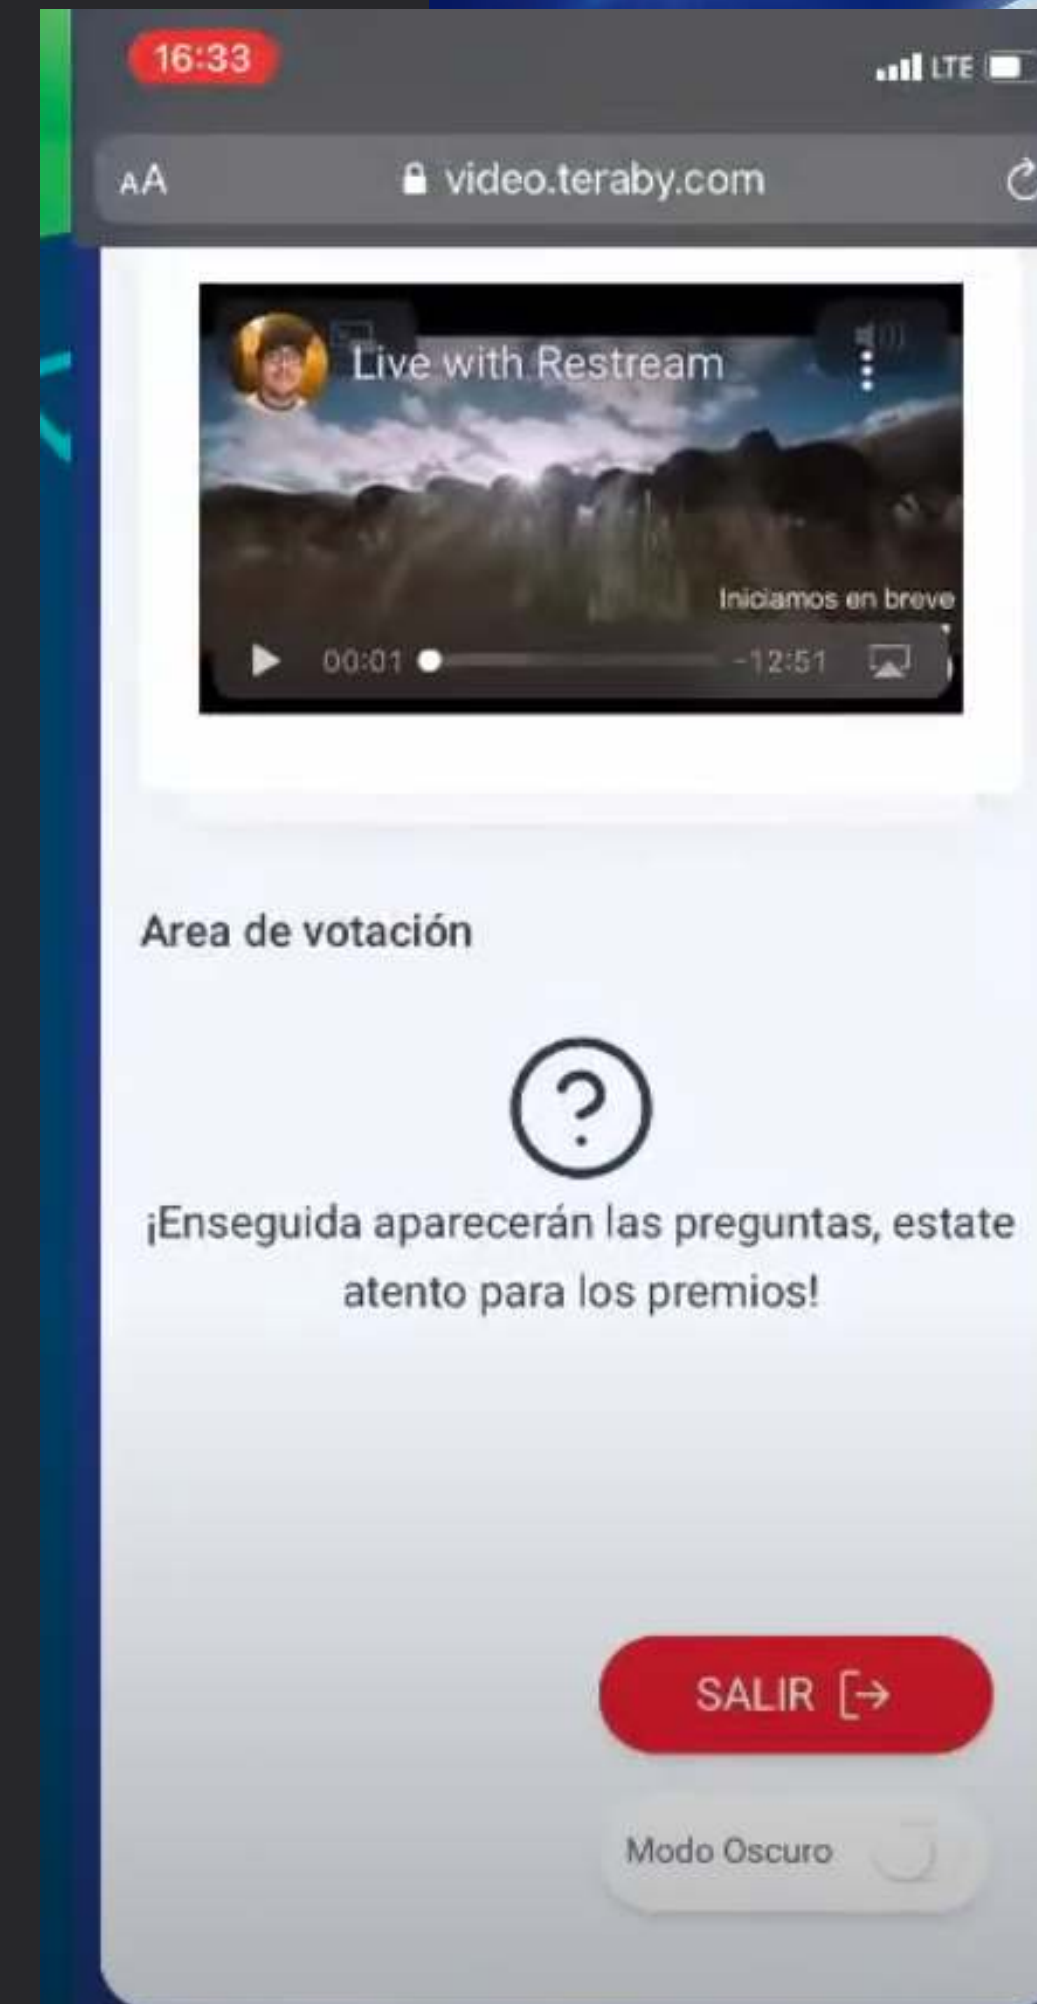 16:33
LTE
AA
video.teraby.com
Live with Restream
Iniciamos en breve
00:01
-12:51
Area de votación
?
¡Enseguida aparecerán las preguntas, estate
atento para los premios!
SALIR
Modo Oscuro